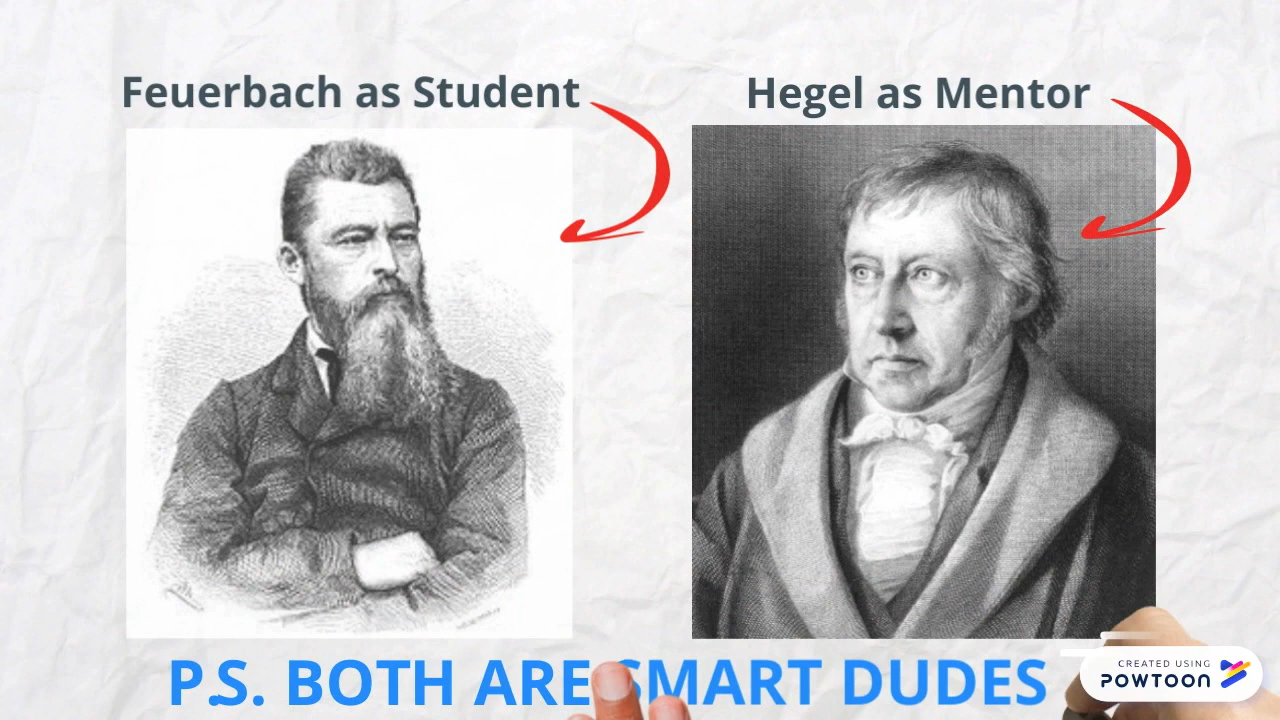 Feuerbach as Student
Hegel as Mentor
P.S. BOTH ARE SMART DUDES
CREATED USING
POWTOON